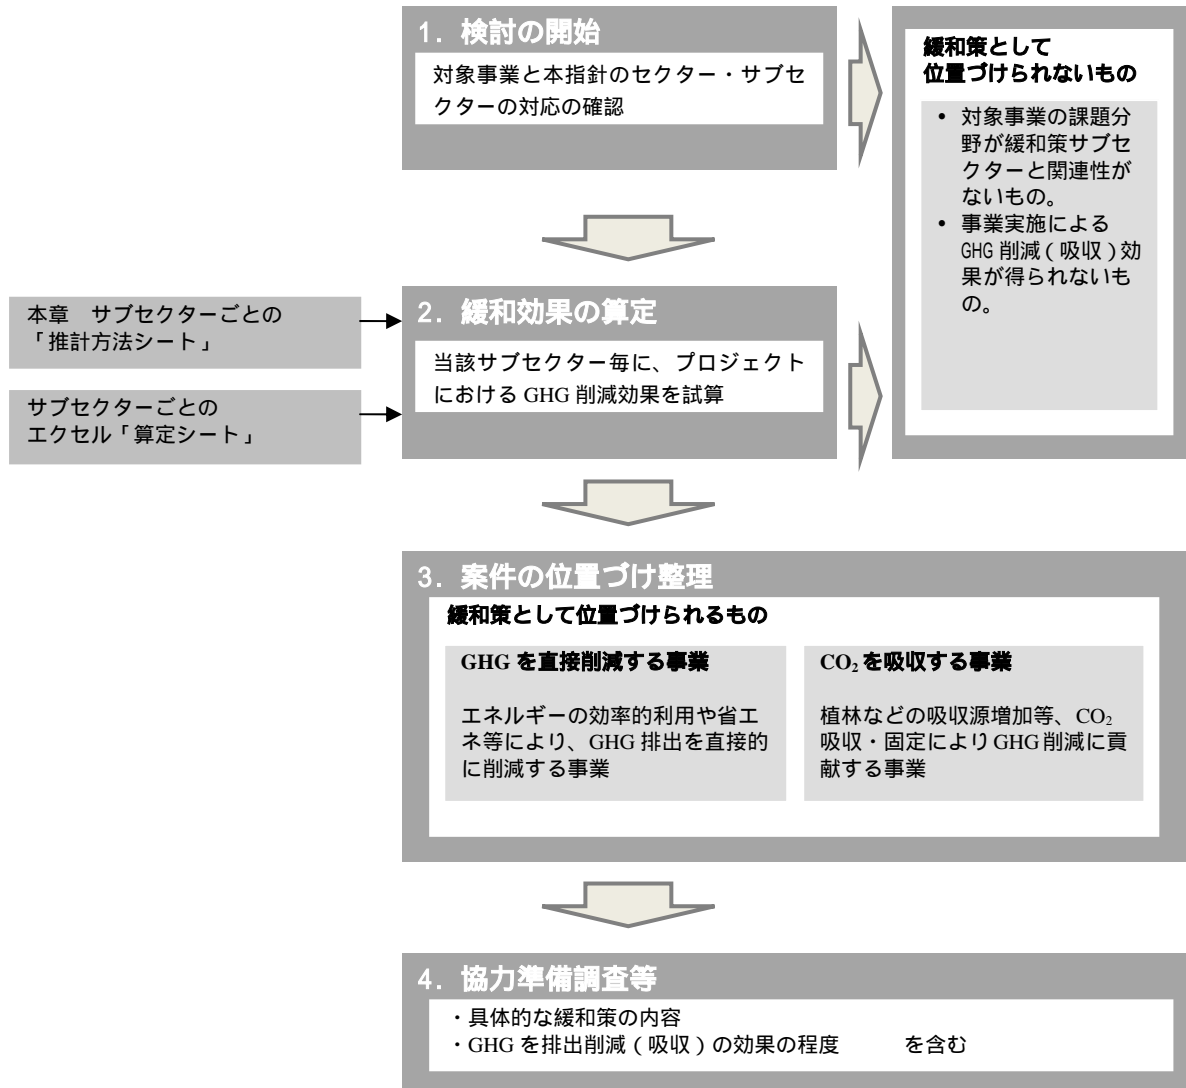 1. 検討の開始
対象事業と本指針のセクター・サブセ
クターの対応の確認
緩和策として
位置づけられないもの
• 対象事業の課題分
野が緩和策サブセ
クターと関連性が
ないもの。
• 事業実施による
GHG 削減（吸収）効
果が得られないも
の。
本章　サブセクターごとの
「推計方法シート」
サブセクターごとの
エクセル「算定シート」
2. 緩和効果の算定
当該サブセクター毎に、プロジェクト
における GHG 削減効果を試算
3. 案件の位置づけ整理
緩和策として位置づけられるもの
GHG を直接削減する事業
エネルギーの効率的利用や省エ
ネ等により、GHG 排出を直接的
に削減する事業
CO₂を吸収する事業
植林などの吸収源増加等、CO₂
吸収・固定により GHG 削減に貢
献する事業
4. 協力準備調査等
・具体的な緩和策の内容
・GHG を排出削減（吸収）の効果の程度　　を含む